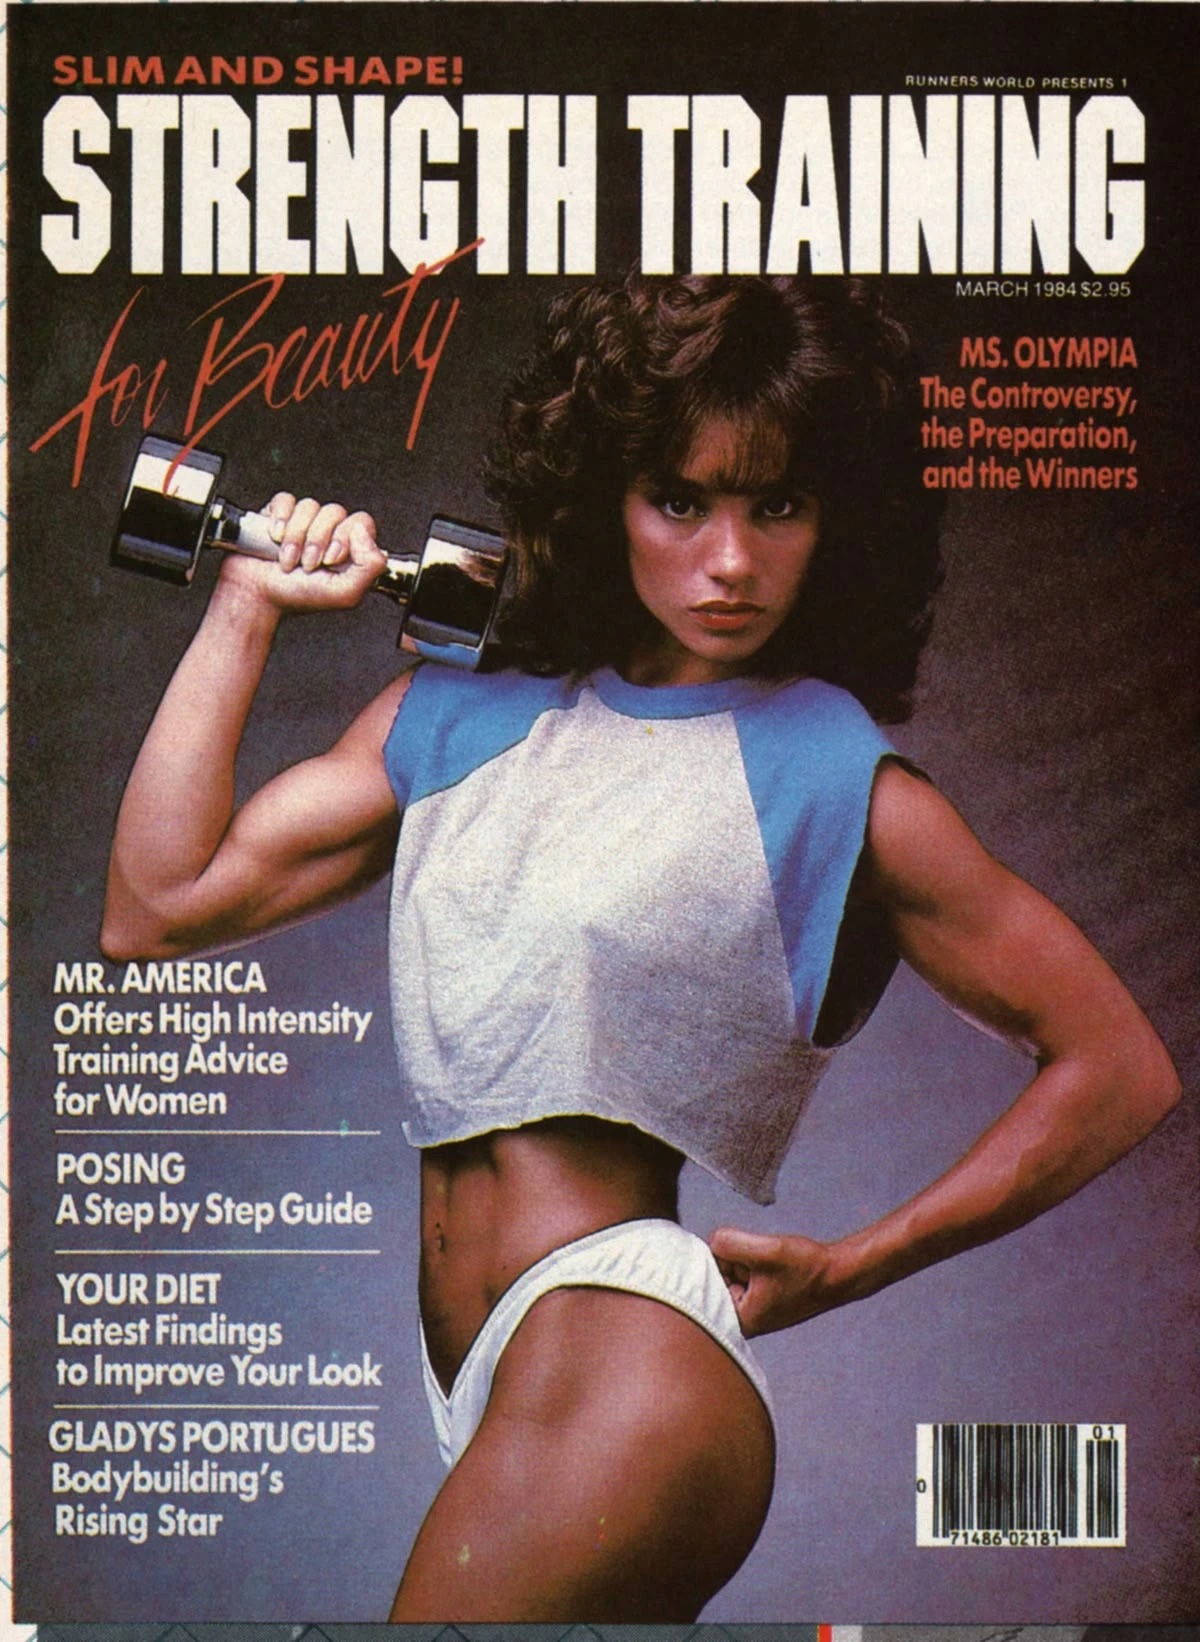 SLIM AND SHAPE!
RUNNERS WORLD PRESENTS 1
STRENGTH TRAINING
for Beauty
MARCH 1984 $2.95
MS. OLYMPIA
The Controversy,
the Preparation,
and the Winners
MR. AMERICA
Offers High Intensity
Training Advice
for Women
POSING
A Step by Step Guide
YOUR DIET
Latest Findings
to Improve Your Look
GLADYS PORTUGUES
Bodybuilding's
Rising Star
01
0
71486 02181